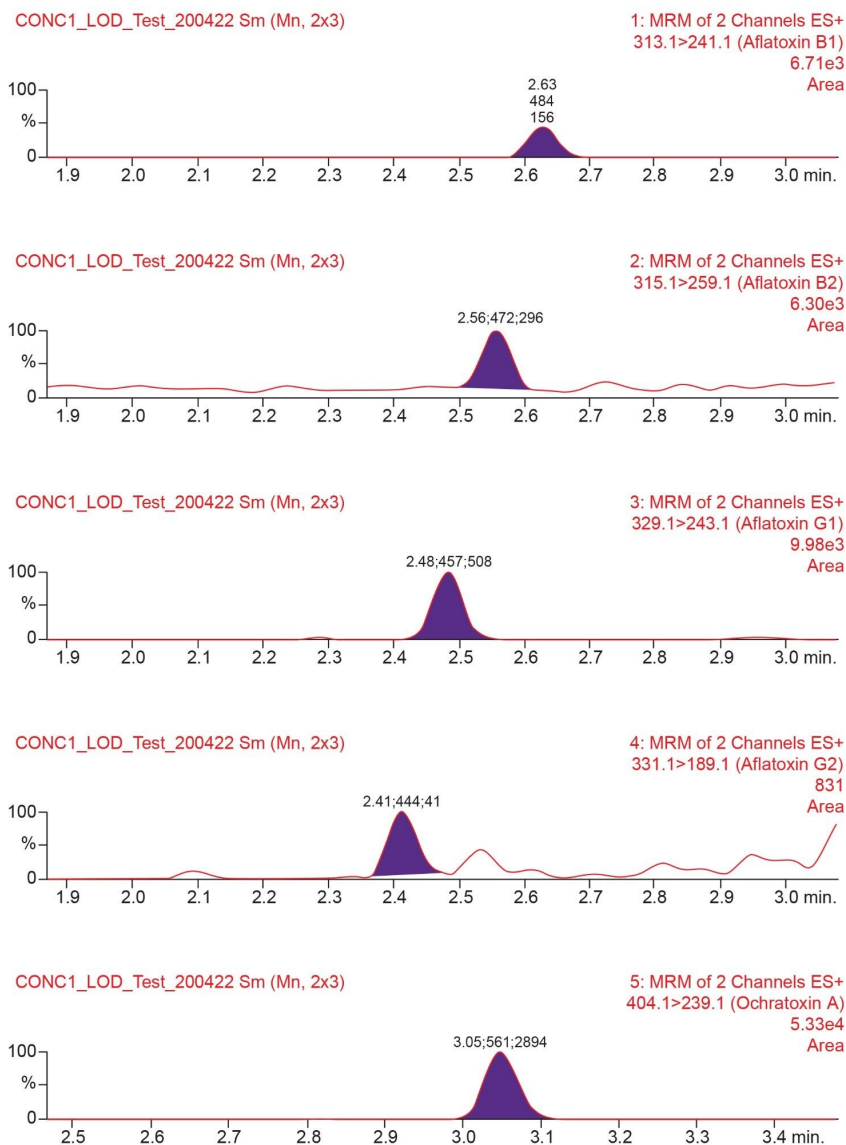 CONC1_LOD_Test_200422 Sm (Mn, 2x3)
1: MRM of 2 Channels ES+
313.1>241.1 (Aflatoxin B1)
6.71e3
Area
2.63
484
156
100
%
0
1.9 2.0 2.1 2.2 2.3 2.4 2.5 2.6 2.7 2.8 2.9 3.0 min.
CONC1_LOD_Test_200422 Sm (Mn, 2x3)
2: MRM of 2 Channels ES+
315.1>259.1 (Aflatoxin B2)
6.30e3
Area
2.56;472;296
100
%
0
1.9 2.0 2.1 2.2 2.3 2.4 2.5 2.6 2.7 2.8 2.9 3.0 min.
CONC1_LOD_Test_200422 Sm (Mn, 2x3)
3: MRM of 2 Channels ES+
329.1>243.1 (Aflatoxin G1)
9.98e3
Area
2.48;457;508
100
%
0
1.9 2.0 2.1 2.2 2.3 2.4 2.5 2.6 2.7 2.8 2.9 3.0 min.
CONC1_LOD_Test_200422 Sm (Mn, 2x3)
4: MRM of 2 Channels ES+
331.1>189.1 (Aflatoxin G2)
831
Area
2.41;444;41
100
%
0
1.9 2.0 2.1 2.2 2.3 2.4 2.5 2.6 2.7 2.8 2.9 3.0 min.
CONC1_LOD_Test_200422 Sm (Mn, 2x3)
5: MRM of 2 Channels ES+
404.1>239.1 (Ochratoxin A)
5.33e4
Area
3.05;561;2894
100
%
0
2.5 2.6 2.7 2.8 2.9 3.0 3.1 3.2 3.3 3.4 min.